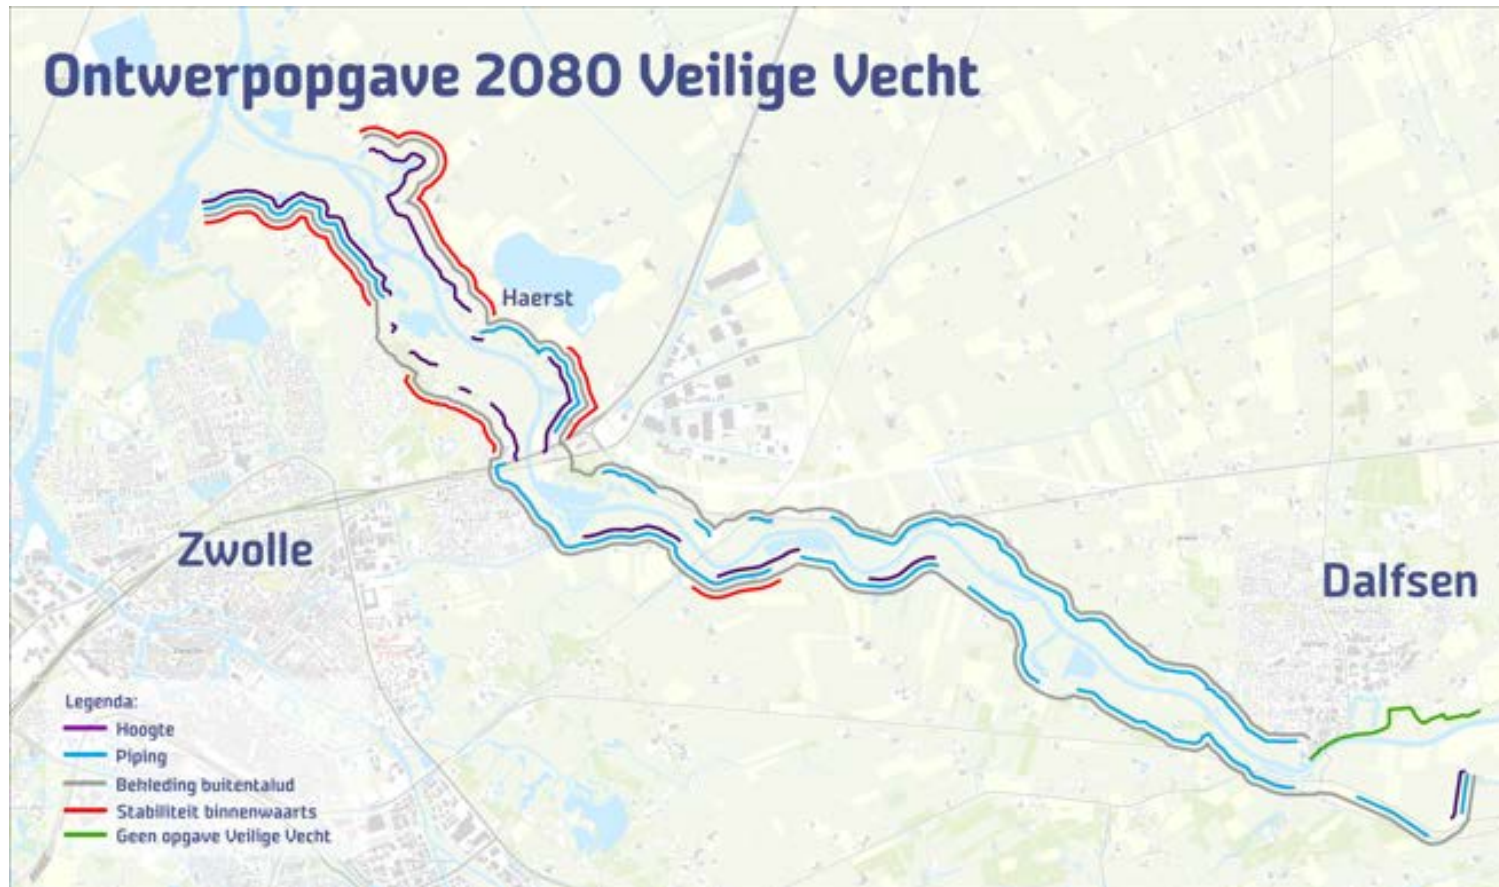 Ontwerpopgave 2080 Veilige Vecht
Haerst
Zwolle
Dalfsen
Legenda:
Hoogte
Piping
Bekleding buitentalud
Stabiliteit binnenwaarts
Geen opgave Veilige Vecht